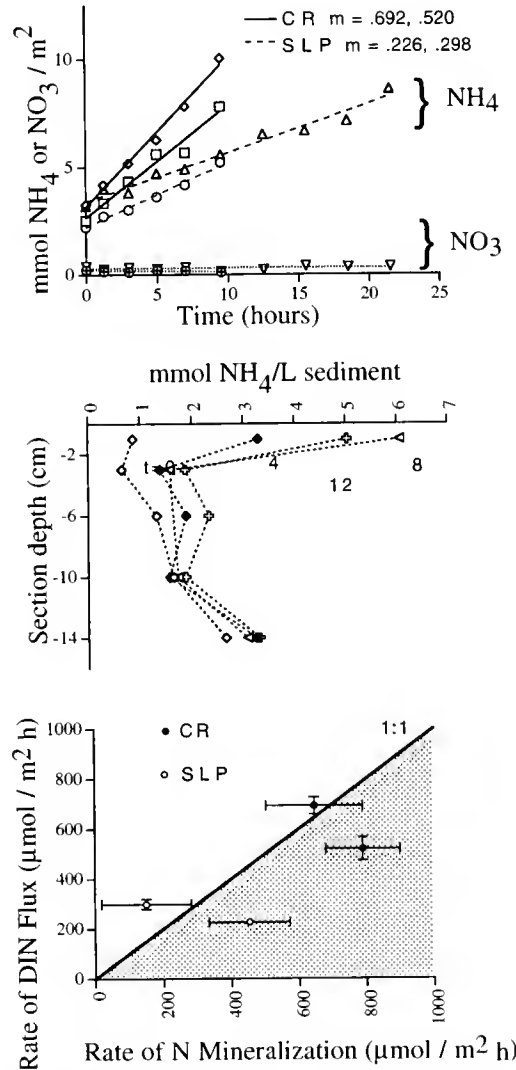 CR m = .692, .520
SLP m = .226, .298
mmol NH4 or NO3 / m2
10
5
0
NH4
NO3
0 5 10 15 20 25
Time (hours)
mmol NH4/L sediment
0 1 2 3 4 5 6 7
Section depth (cm)
-2
-6
-10
-14
t
4
8
12
Rate of DIN Flux (µmol / m2 h)
1000
800
600
400
200
0
CR
SLP
1:1
0 200 400 600 800 1000
Rate of N Mineralization (µmol / m2 h)